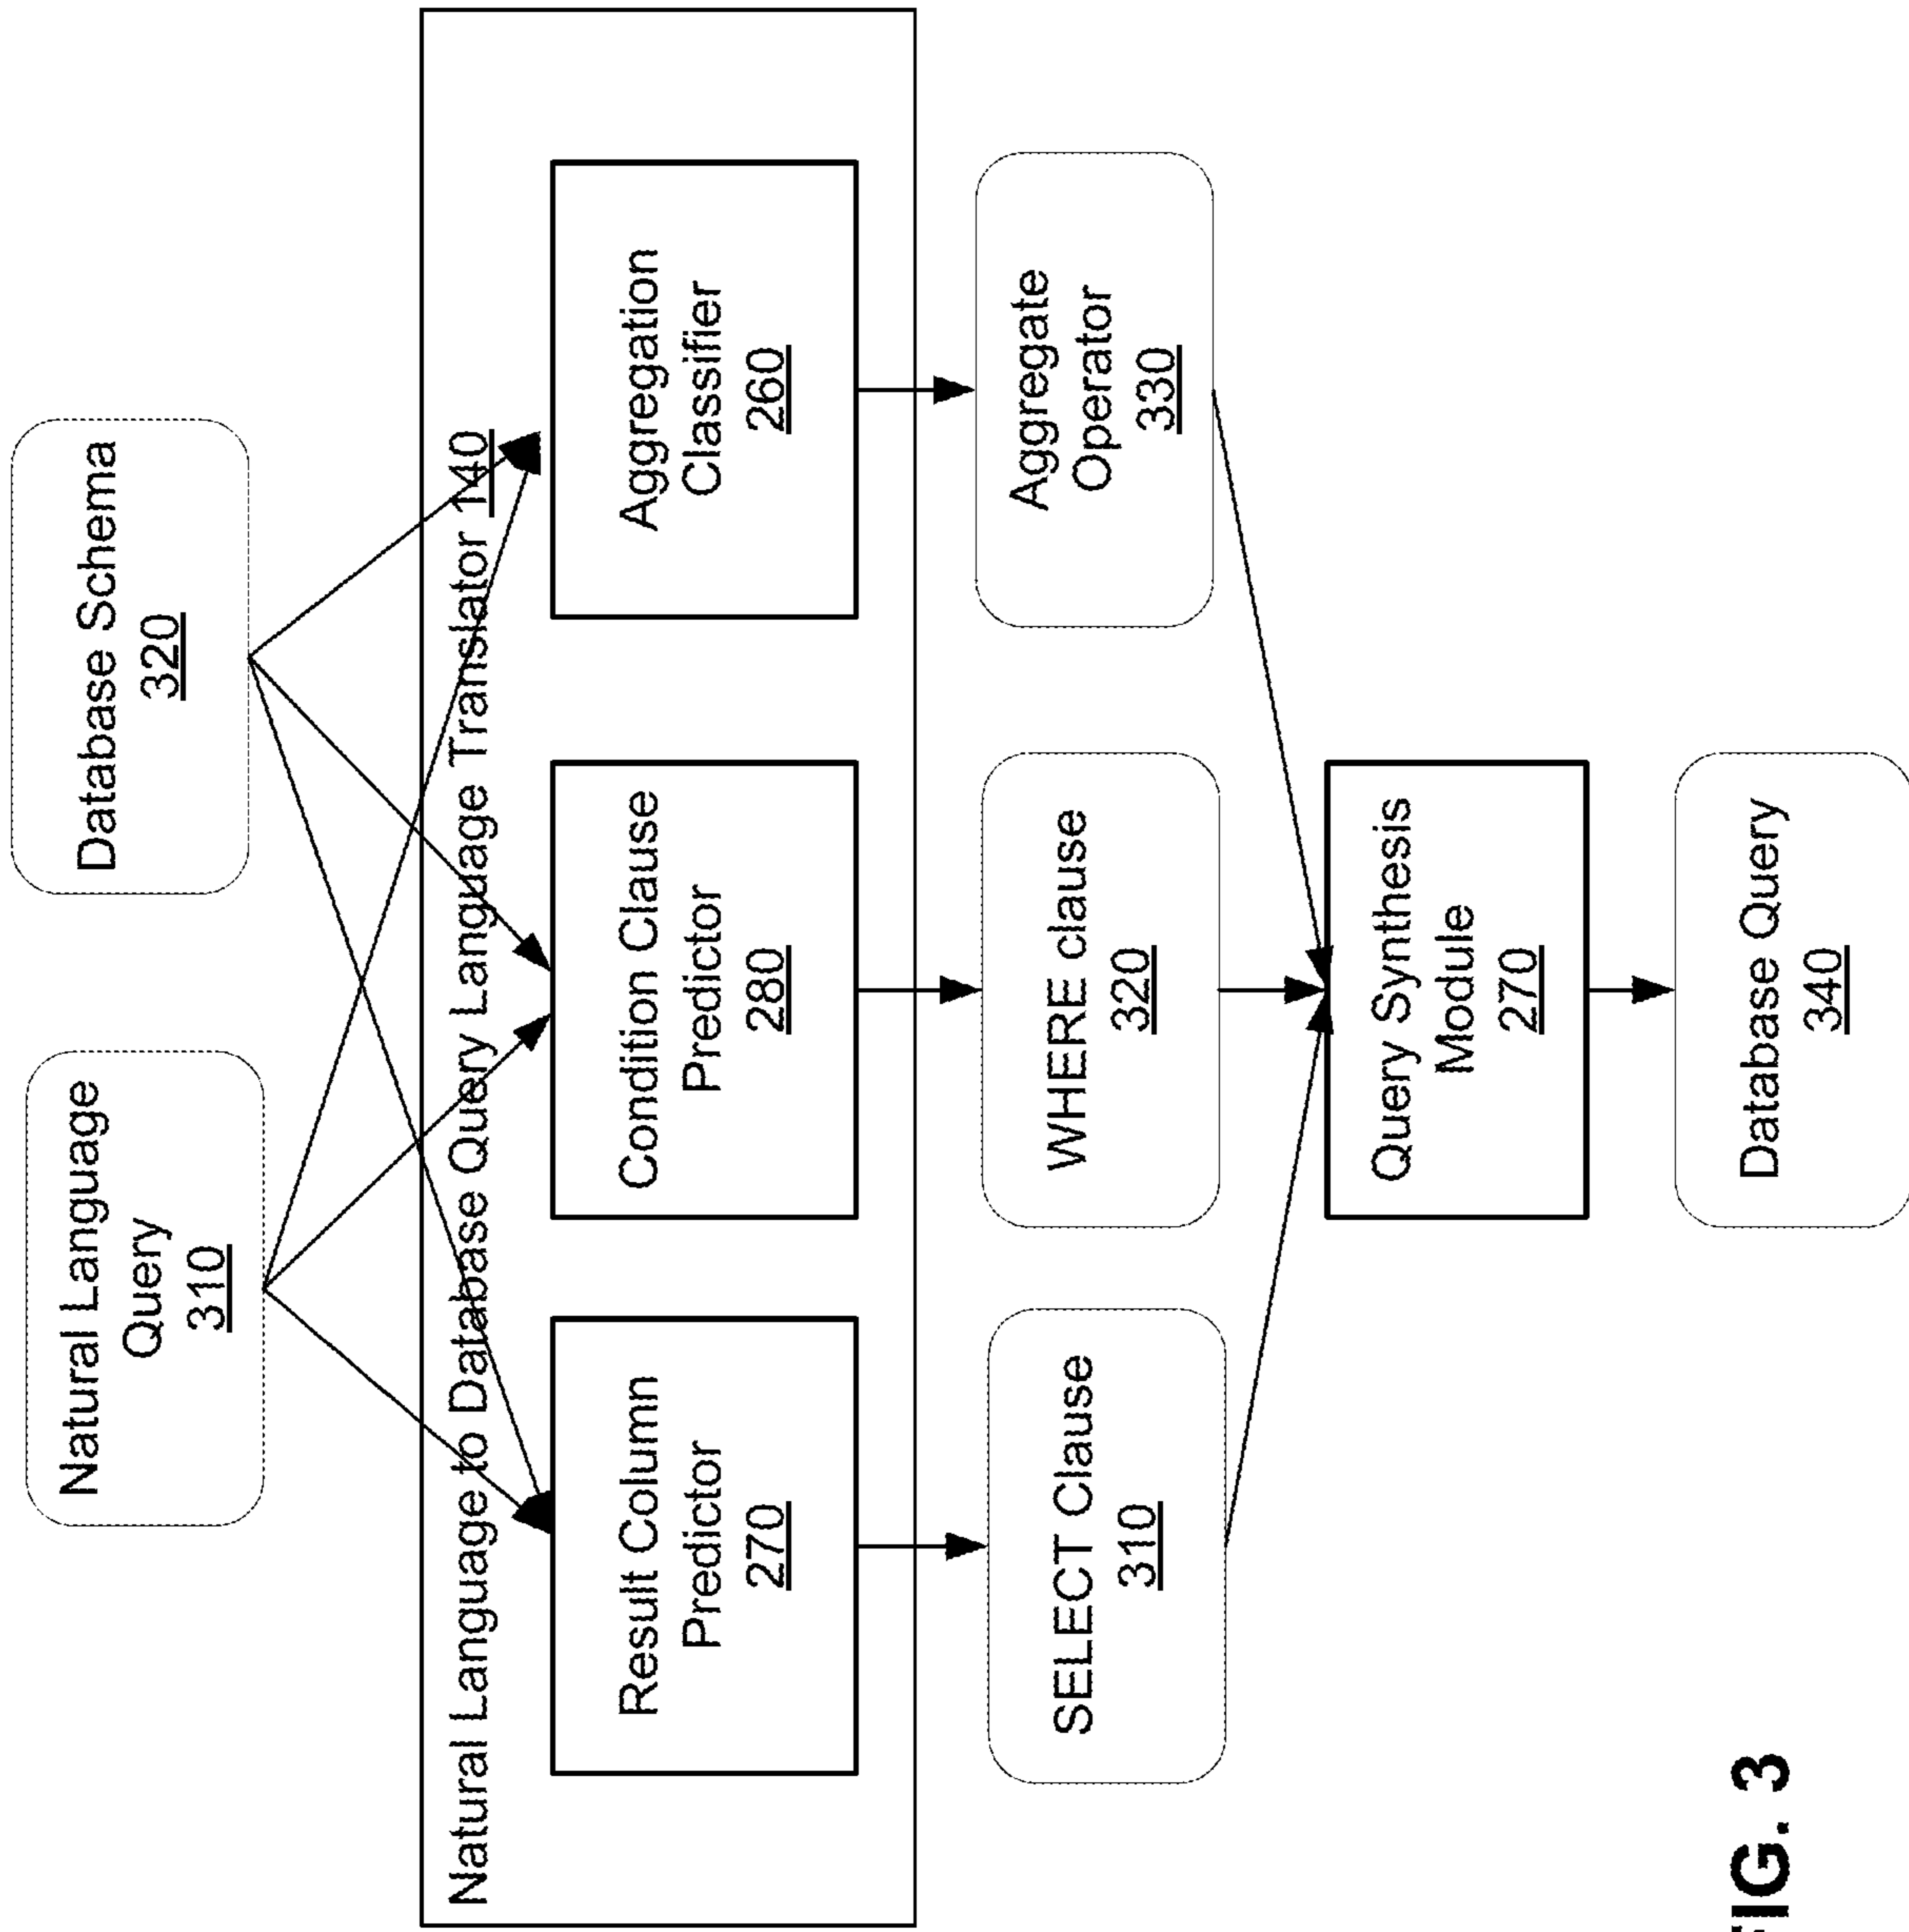 Natural Language
Query
310
Database Schema
320
Natural Language to Database Query Language Translator 140
Result Column
Predictor
270
Condition Clause
Predictor
280
Aggregation
Classifier
260
SELECT Clause
310
WHERE clause
320
Aggregate
Operator
330
Query Synthesis
Module
270
Database Query
340
FIG. 3